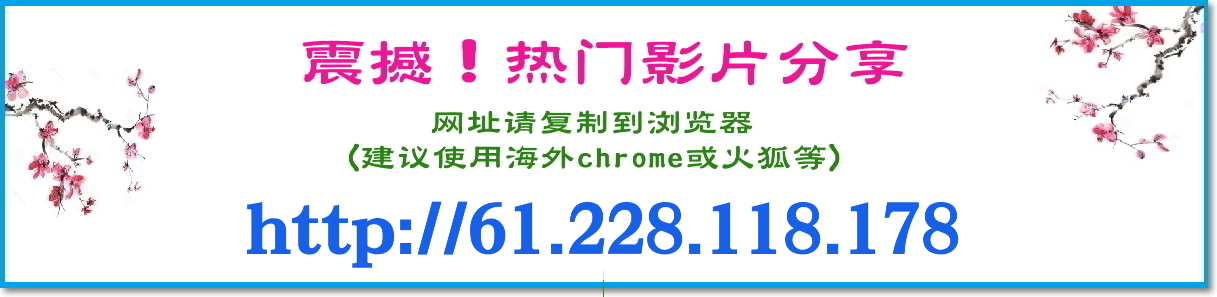 震撼！热门影片分享
网址请复制到浏览器
(建议使用海外chrome或火狐等)
http://61.228.118.178